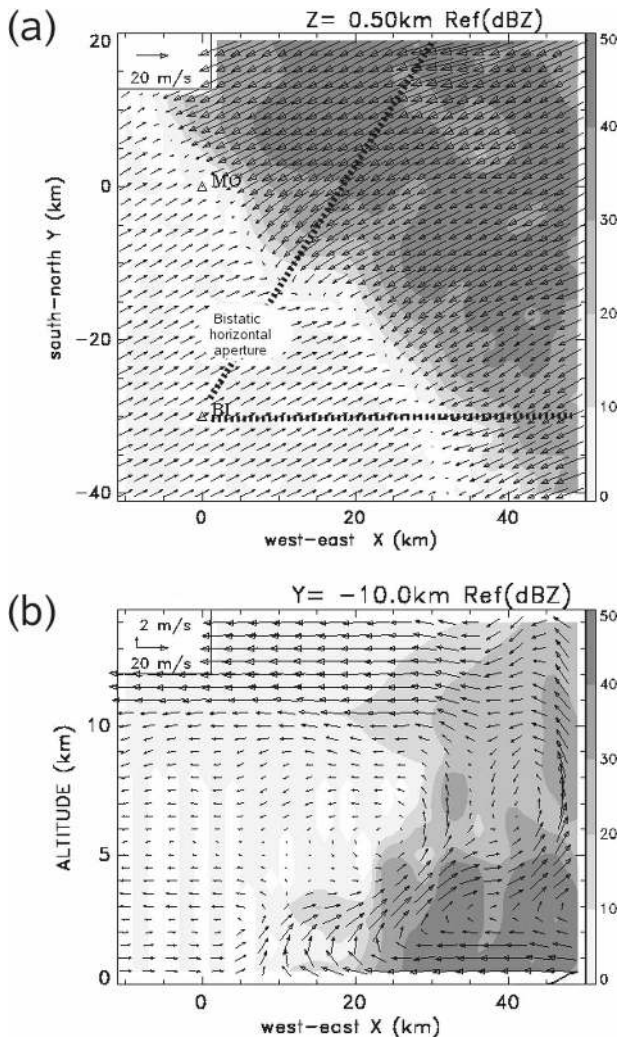 (a)
Z= 0.50km Ref(dBZ)
20
0
-20
-40
south-north Y (km)
20 m/s
MO
Bistatic
horizontal
aperture
BI
0
20
40
west-east X (km)
50
40
30
20
10
0
(b)
Y= -10.0km Ref(dBZ)
2 m/s
20 m/s
10
5
0
ALTITUDE (km)
0
20
40
west-east X (km)
50
40
30
20
10
0